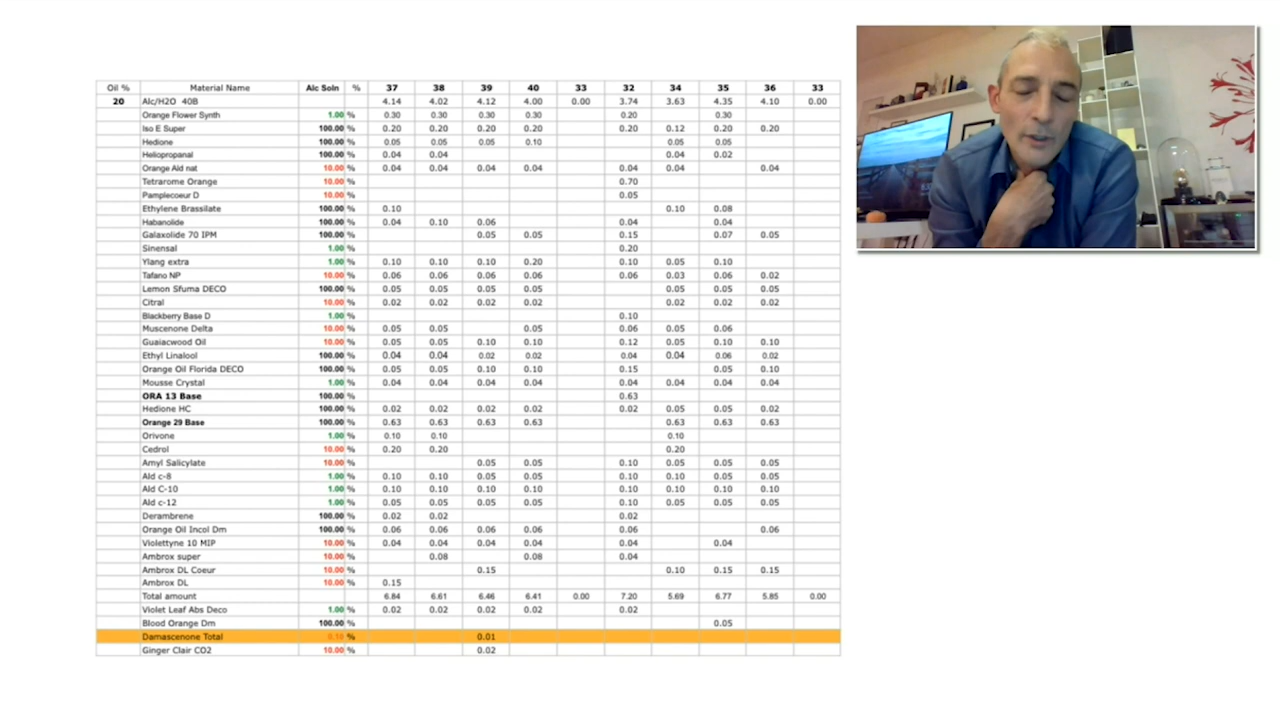 Oil % Material Name Alc Soln % 37 38 39 40 33 32 34 35 36 33
20 Alc/H2O 40B 4.14 4.02 4.12 4.00 0.00 3.74 3.63 4.35 4.10 0.00
Orange Flower Synth 1.00 % 0.30 0.30 0.30 0.30 0.20 0.30
Iso E Super 100.00 % 0.20 0.20 0.20 0.20 0.20 0.12 0.20 0.20
Hedione 100.00 % 0.05 0.05 0.05 0.10 0.05 0.05
Heliopropanal 100.00 % 0.04 0.04 0.04 0.02
Orange Ald nat 10.00 % 0.04 0.04 0.04 0.04 0.04 0.04 0.04
Tetrarome Orange 10.00 % 0.70
Pamplecoeur D 10.00 % 0.05
Ethylene Brassilate 100.00 % 0.10 0.10 0.08
Habanolide 100.00 % 0.04 0.10 0.06 0.04 0.04
Galaxolide 70 IPM 100.00 % 0.05 0.05 0.15 0.07 0.05
Sinensal 1.00 % 0.20
Ylang extra 1.00 % 0.10 0.10 0.10 0.20 0.10 0.05 0.10
Tafano NP 10.00 % 0.06 0.06 0.06 0.06 0.06 0.03 0.06 0.02
Lemon Sfuma DECO 100.00 % 0.05 0.05 0.05 0.05 0.05 0.05 0.05
Citral 10.00 % 0.02 0.02 0.02 0.02 0.02 0.02 0.02
Blackberry Base D 1.00 % 0.10
Muscenone Delta 10.00 % 0.05 0.05 0.05 0.06 0.05 0.06
Guaiacwood Oil 10.00 % 0.05 0.05 0.10 0.10 0.12 0.05 0.10 0.10
Ethyl Linalool 100.00 % 0.04 0.04 0.02 0.02 0.04 0.04 0.06 0.02
Orange Oil Florida DECO 100.00 % 0.05 0.05 0.10 0.10 0.15 0.05 0.10
Mousse Crystal 1.00 % 0.04 0.04 0.04 0.04 0.04 0.04 0.04 0.04
ORA 13 Base 100.00 % 0.63
Hedione HC 100.00 % 0.02 0.02 0.02 0.02 0.02 0.05 0.05 0.02
Orange 29 Base 100.00 % 0.63 0.63 0.63 0.63 0.63 0.63 0.63
Orivone 1.00 % 0.10 0.10 0.10
Cedrol 10.00 % 0.20 0.20 0.20
Amyl Salicylate 10.00 % 0.05 0.05 0.10 0.05 0.05 0.05
Ald c-8 1.00 % 0.10 0.10 0.05 0.05 0.10 0.10 0.05 0.05
Ald C-10 1.00 % 0.10 0.10 0.10 0.10 0.10 0.10 0.10 0.10
Ald c-12 1.00 % 0.05 0.05 0.05 0.05 0.10 0.05 0.05 0.05
Derambrene 100.00 % 0.02 0.02 0.02
Orange Oil Incol Dm 100.00 % 0.06 0.06 0.06 0.06 0.06 0.06
Violettyne 10 MIP 10.00 % 0.04 0.04 0.04 0.04 0.04 0.04
Ambrox super 10.00 % 0.08 0.08 0.04
Ambrox DL Coeur 10.00 % 0.15 0.10 0.15 0.15
Ambrox DL 10.00 % 0.15
Total amount 6.84 6.61 6.46 6.41 0.00 7.20 5.69 6.77 5.85 0.00
Violet Leaf Abs Deco 1.00 % 0.02 0.02 0.02 0.02 0.02
Blood Orange Dm 100.00 % 0.05
Damascenone Total 0.10 % 0.01
Ginger Clair CO2 10.00 % 0.02